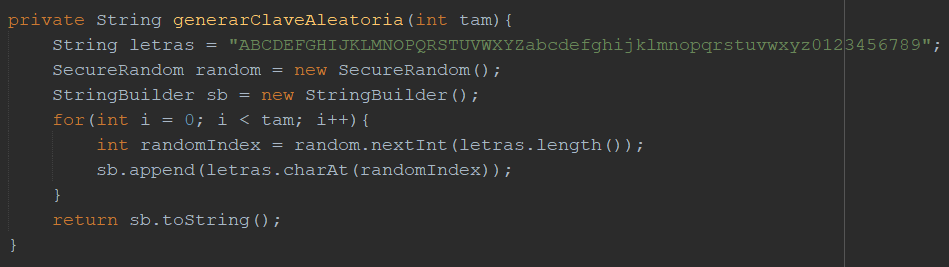 private String generarClaveAleatoria(int tam){
    String letras = "ABCDEFGHIJKLMNOPQRSTUVWXYZabcdefghijklmnopqrstuvwxyz0123456789";
    SecureRandom random = new SecureRandom();
    StringBuilder sb = new StringBuilder();
    for(int i = 0; i < tam; i++){
        int randomIndex = random.nextInt(letras.length());
        sb.append(letras.charAt(randomIndex));
    }
    return sb.toString();
}